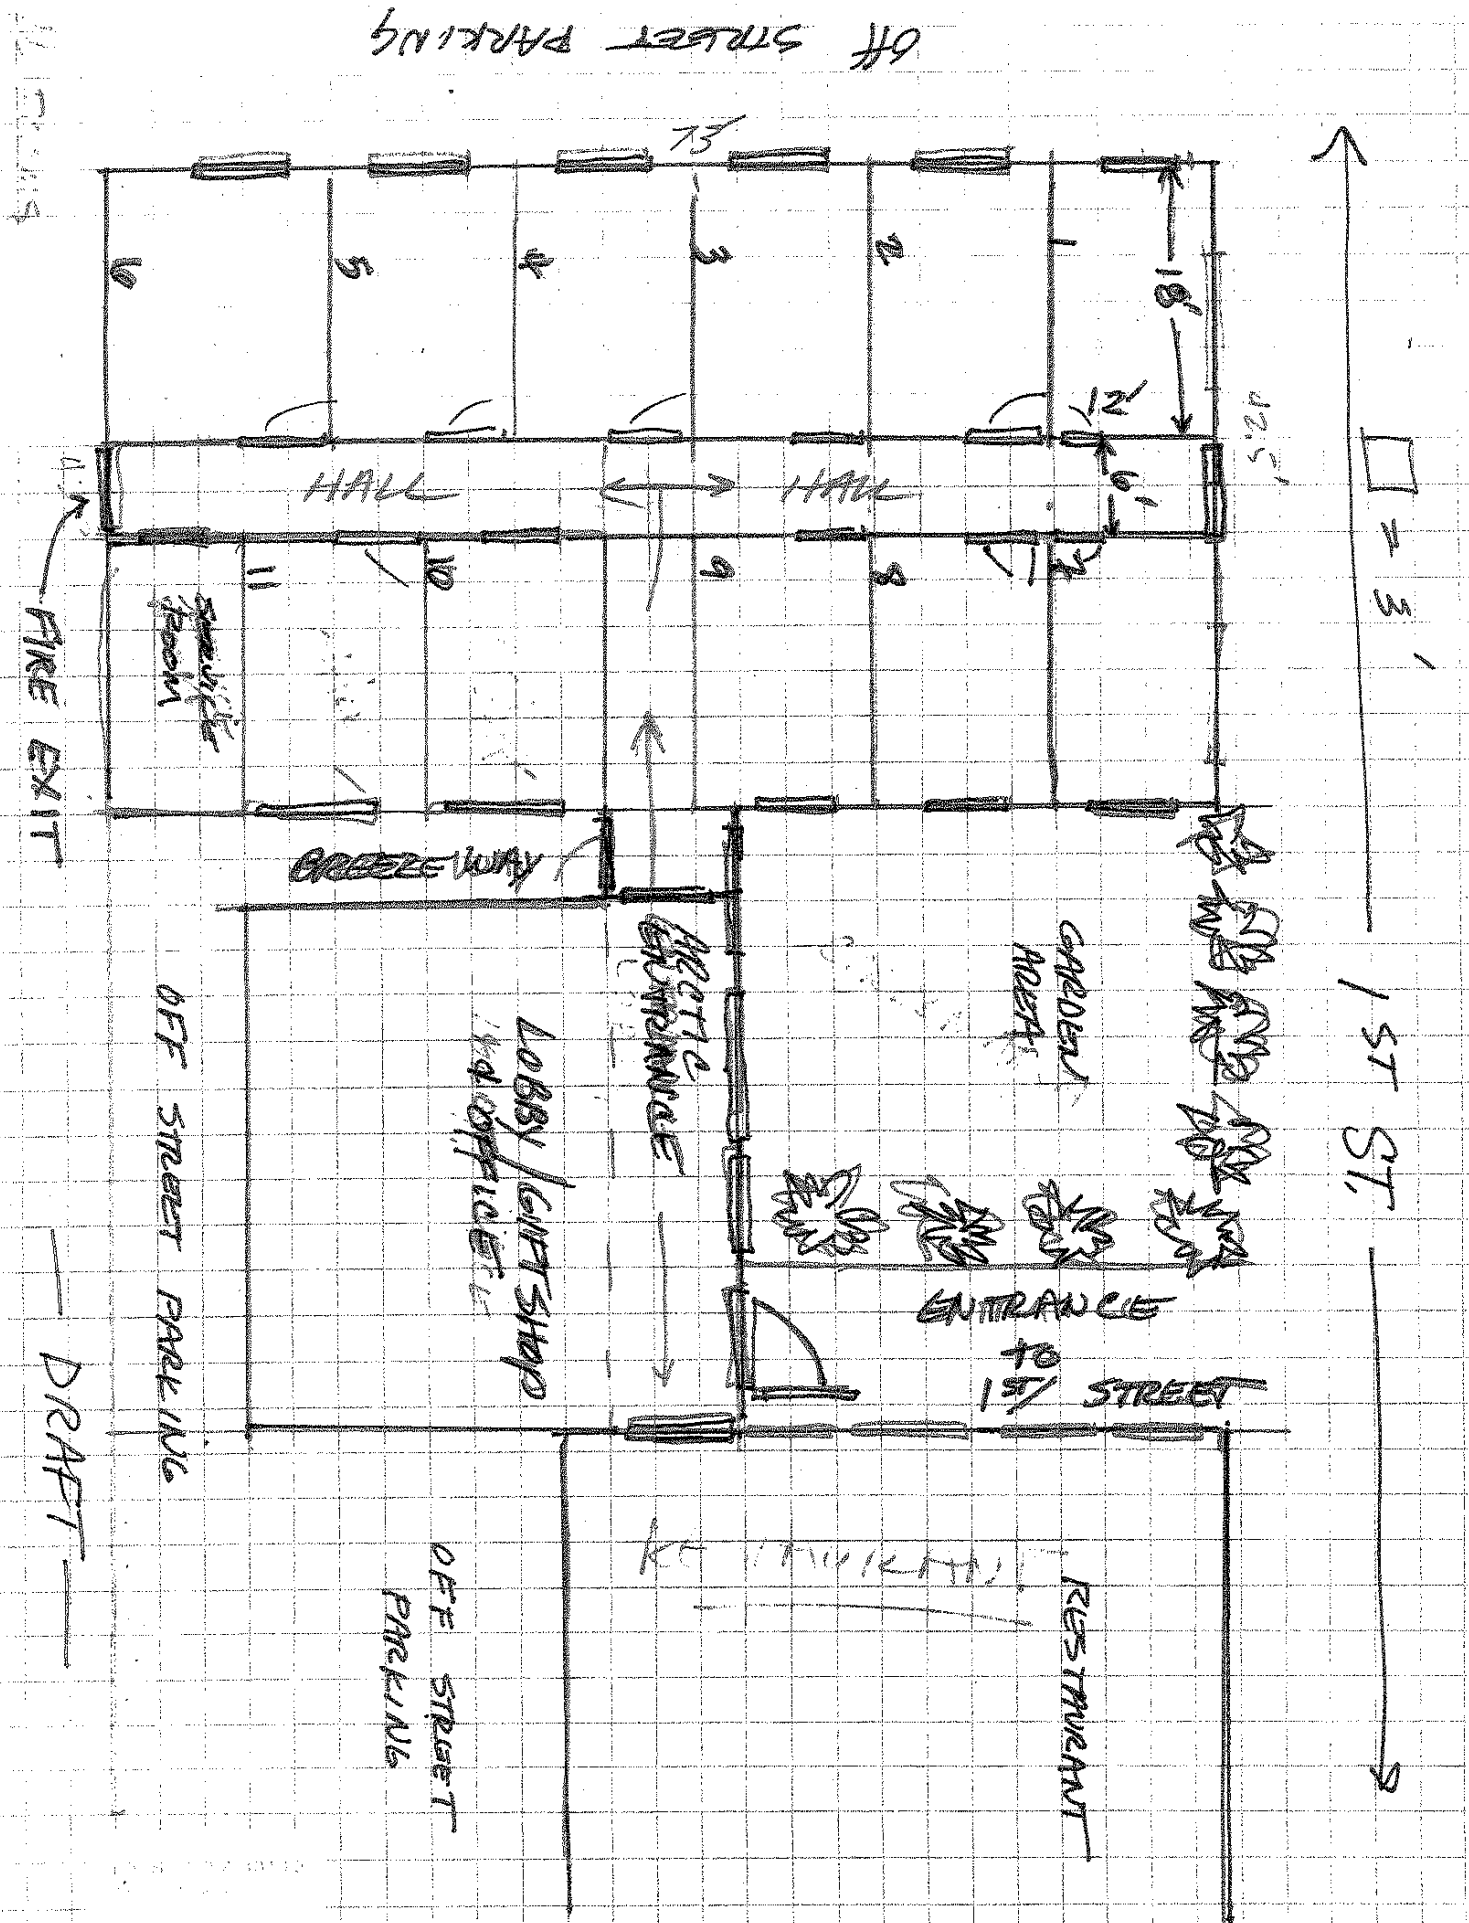 Off STREET PARKING
75'
6
5
4
3
2
1
18'
12'
HALL
HALL
6'
□ = 3'
1 ST ST.
FIRE EXIT
SERVICE
ROOM
11
10
9
8
7
BREEZEWAY
ARCTIC
ENTRANCE
GARDEN
AREA
LOBBY/GIFT SHOP
OFFICE
ENTRANCE
to
1ST/ STREET
OFF STREET PARKING
— DRAFT —
OFF STREET
PARKING
RESTAURANT
RESTAURANT